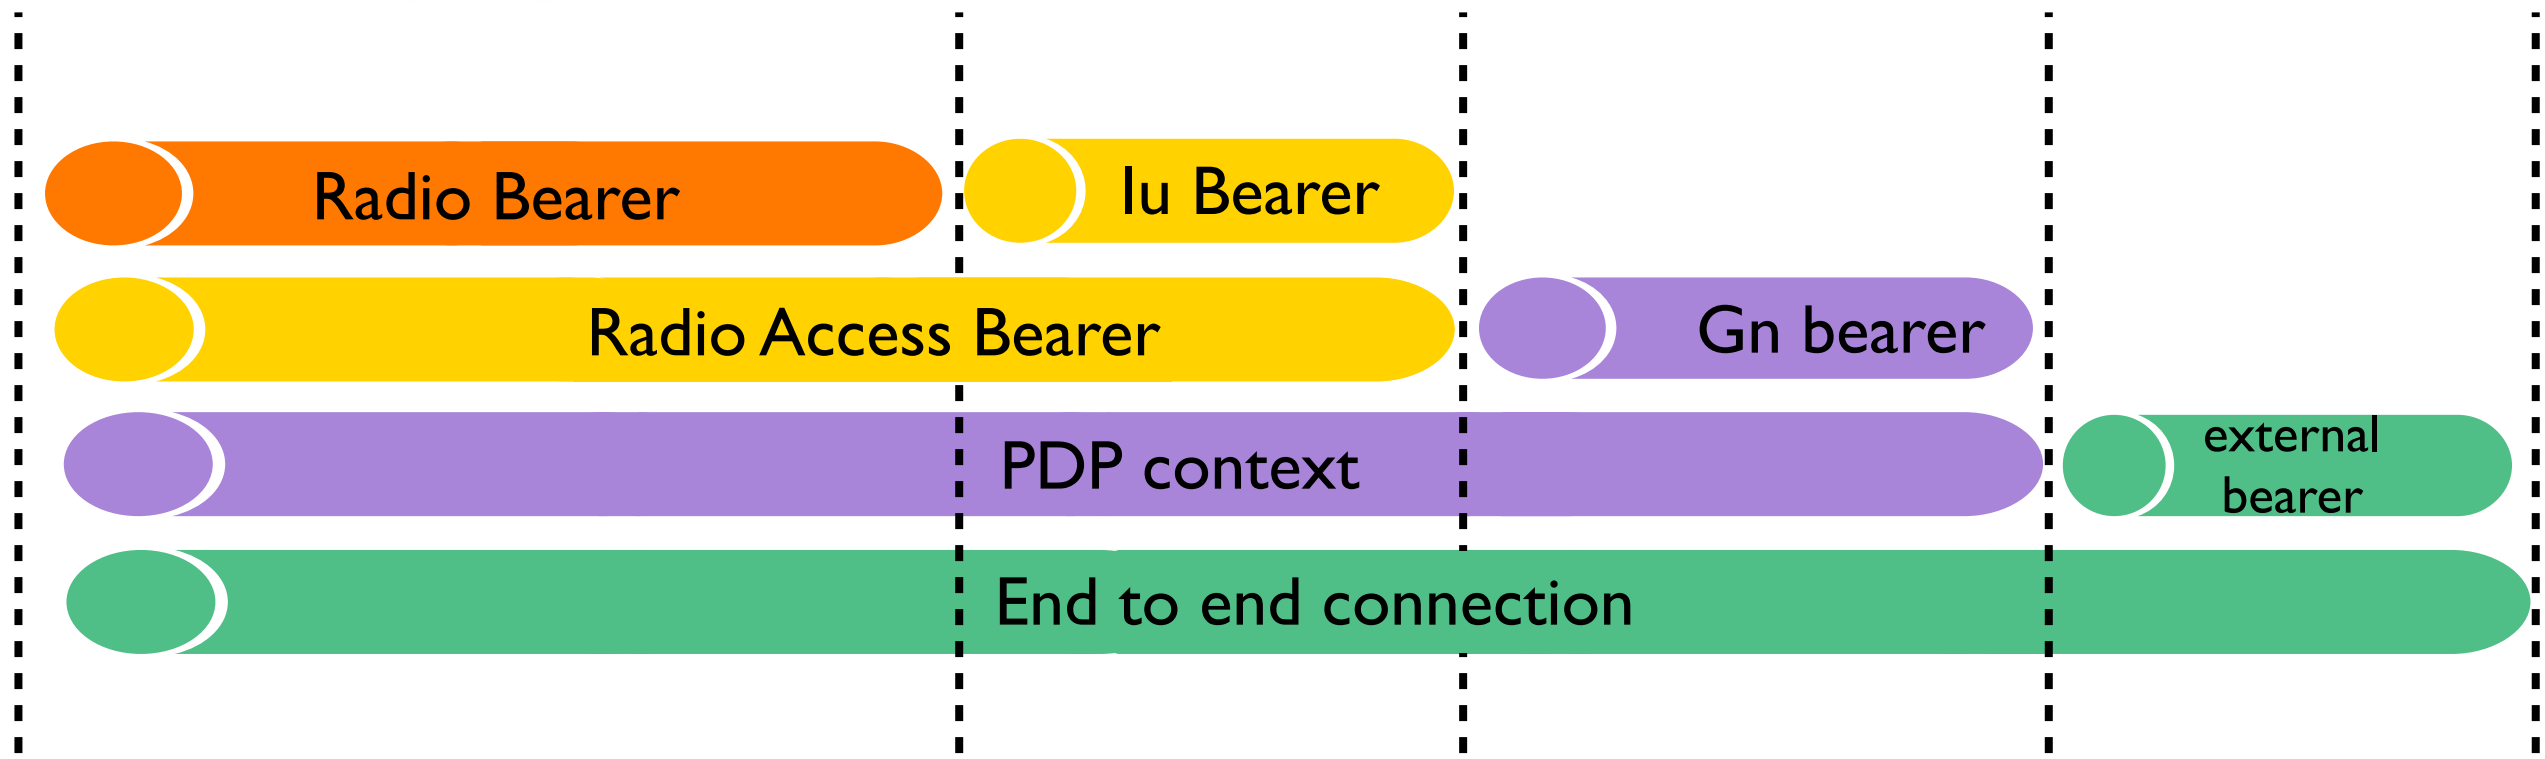 Radio Bearer
Iu Bearer
Radio Access Bearer
Gn bearer
PDP context
external
bearer
End to end connection